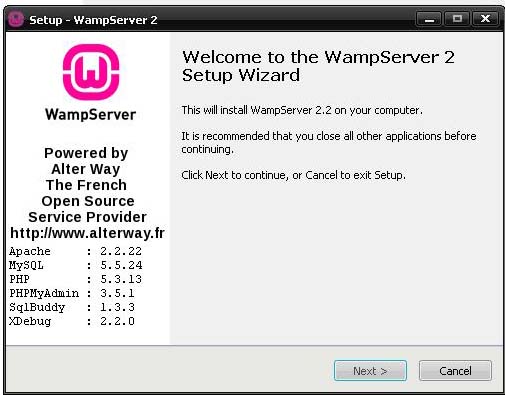 Setup - WampServer 2
WampServer
Powered by
Alter Way
The French
Open Source
Service Provider
http://www.alterway.fr
Apache : 2.2.22
MySQL : 5.5.24
PHP : 5.3.13
PHPMyAdmin : 3.5.1
SqlBuddy : 1.3.3
XDebug : 2.2.0
Welcome to the WampServer 2
Setup Wizard
This will install WampServer 2.2 on your computer.
It is recommended that you close all other applications before
continuing.
Click Next to continue, or Cancel to exit Setup.
Next >
Cancel